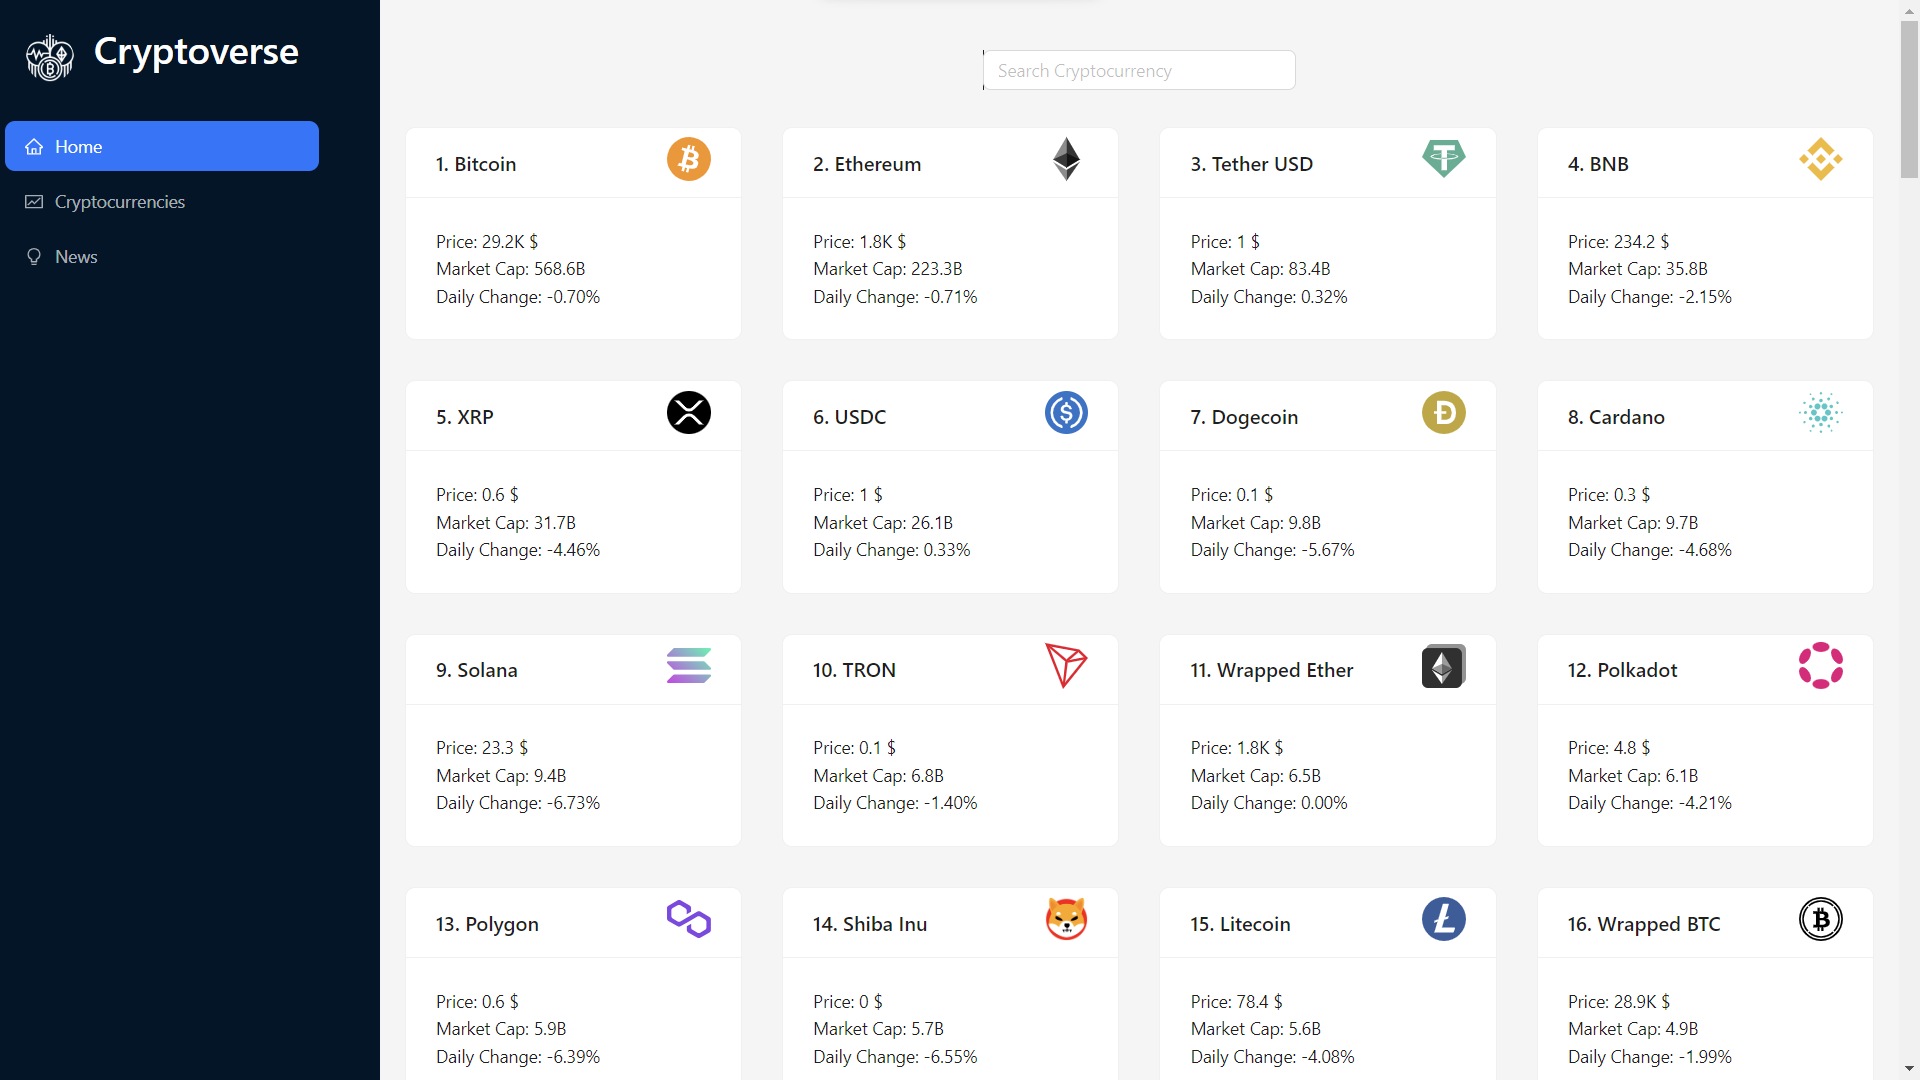 Cryptoverse
Home
Cryptocurrencies
News
Search Cryptocurrency
1. Bitcoin
Price: 29.2K $
Market Cap: 568.6B
Daily Change: -0.70%
2. Ethereum
Price: 1.8K $
Market Cap: 223.3B
Daily Change: -0.71%
3. Tether USD
Price: 1 $
Market Cap: 83.4B
Daily Change: 0.32%
4. BNB
Price: 234.2 $
Market Cap: 35.8B
Daily Change: -2.15%
5. XRP
Price: 0.6 $
Market Cap: 31.7B
Daily Change: -4.46%
6. USDC
Price: 1 $
Market Cap: 26.1B
Daily Change: 0.33%
7. Dogecoin
Price: 0.1 $
Market Cap: 9.8B
Daily Change: -5.67%
8. Cardano
Price: 0.3 $
Market Cap: 9.7B
Daily Change: -4.68%
9. Solana
Price: 23.3 $
Market Cap: 9.4B
Daily Change: -6.73%
10. TRON
Price: 0.1 $
Market Cap: 6.8B
Daily Change: -1.40%
11. Wrapped Ether
Price: 1.8K $
Market Cap: 6.5B
Daily Change: 0.00%
12. Polkadot
Price: 4.8 $
Market Cap: 6.1B
Daily Change: -4.21%
13. Polygon
Price: 0.6 $
Market Cap: 5.9B
Daily Change: -6.39%
14. Shiba Inu
Price: 0 $
Market Cap: 5.7B
Daily Change: -6.55%
15. Litecoin
Price: 78.4 $
Market Cap: 5.6B
Daily Change: -4.08%
16. Wrapped BTC
Price: 28.9K $
Market Cap: 4.9B
Daily Change: -1.99%